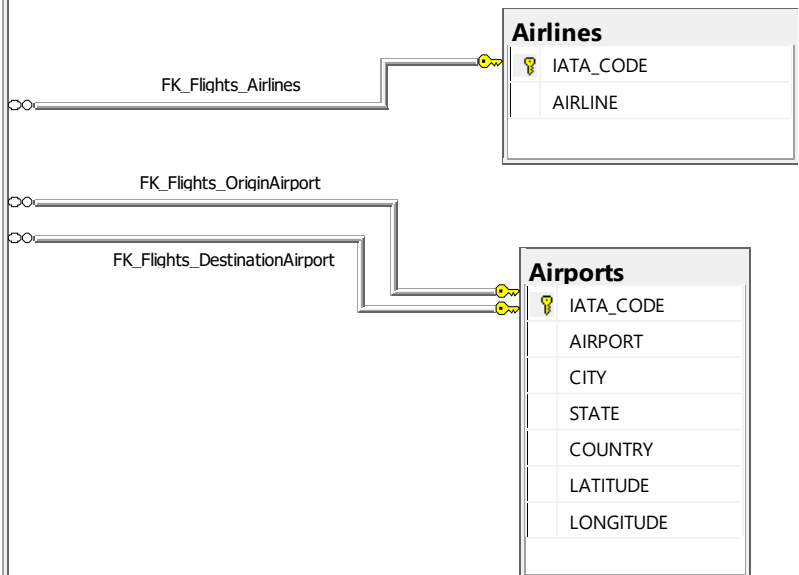 Airlines
IATA_CODE
AIRLINE
FK_Flights_Airlines
FK_Flights_OriginAirport
FK_Flights_DestinationAirport
Airports
IATA_CODE
AIRPORT
CITY
STATE
COUNTRY
LATITUDE
LONGITUDE